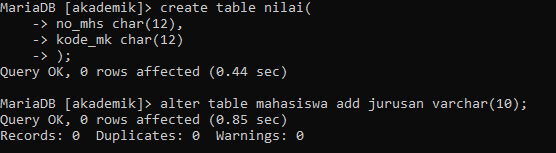 MariaDB [akademik]> create table nilai(
    -> no_mhs char(12),
    -> kode_mk char(12)
    -> );
Query OK, 0 rows affected (0.44 sec)
MariaDB [akademik]> alter table mahasiswa add jurusan varchar(10);
Query OK, 0 rows affected (0.85 sec)
Records: 0  Duplicates: 0  Warnings: 0